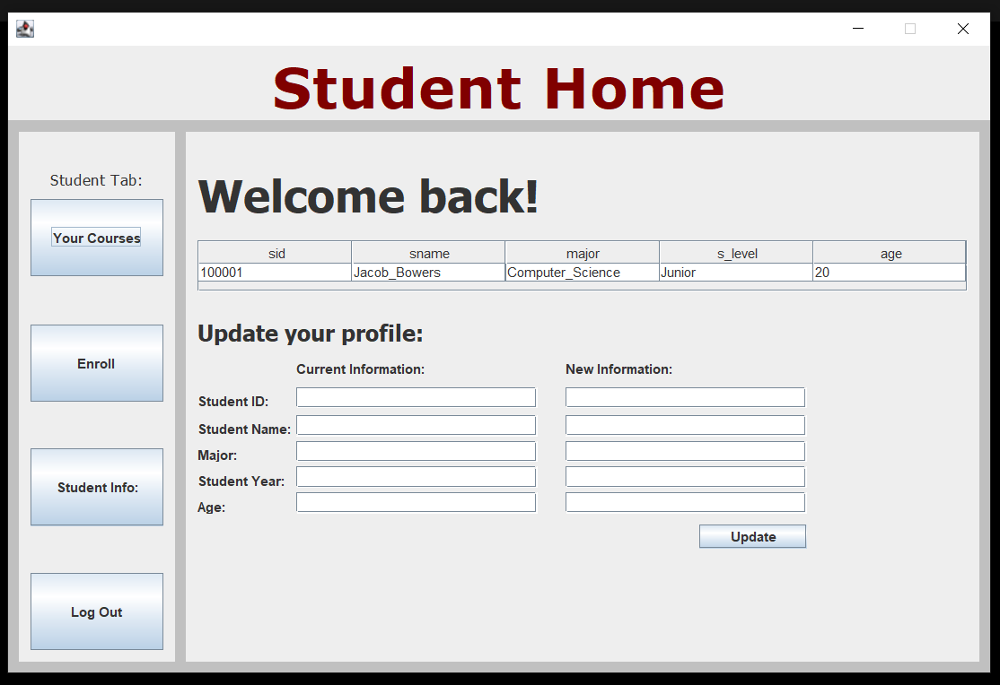 Student Home
Student Tab:
Your Courses
Enroll
Student Info:
Log Out
Welcome back!
sid sname major s_level age
100001 Jacob_Bowers Computer_Science Junior 20
Update your profile:
Current Information: New Information:
Student ID:
Student Name:
Major:
Student Year:
Age:
Update